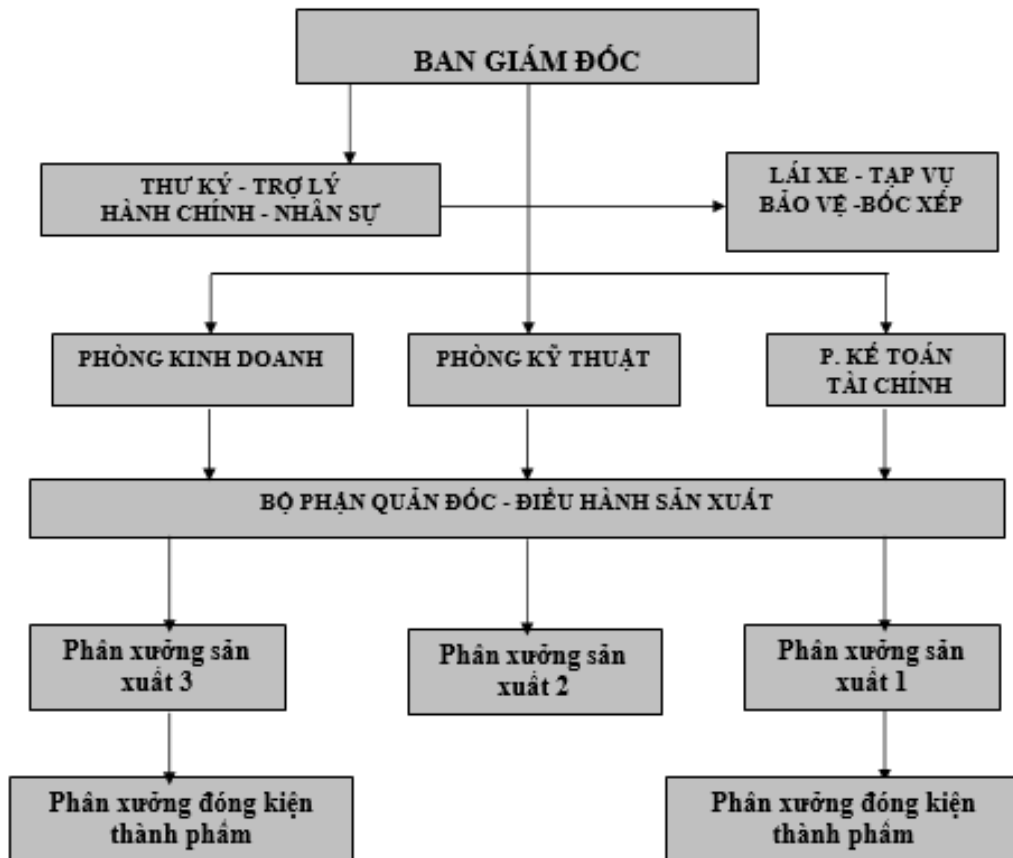 BAN GIÁM ĐỐC
THƯ KÝ - TRỢ LÝ
HÀNH CHÍNH - NHÂN SỰ
LÁI XE - TẠP VỤ
BẢO VỆ -BỐC XẾP
PHÒNG KINH DOANH
PHÒNG KỸ THUẬT
P. KẾ TOÁN
TÀI CHÍNH
BỘ PHẬN QUẢN ĐỐC - ĐIỀU HÀNH SẢN XUẤT
Phân xưởng sản
xuất 3
Phân xưởng sản
xuất 2
Phân xưởng sản
xuất 1
Phân xưởng đóng kiện
thành phẩm
Phân xưởng đóng kiện
thành phẩm